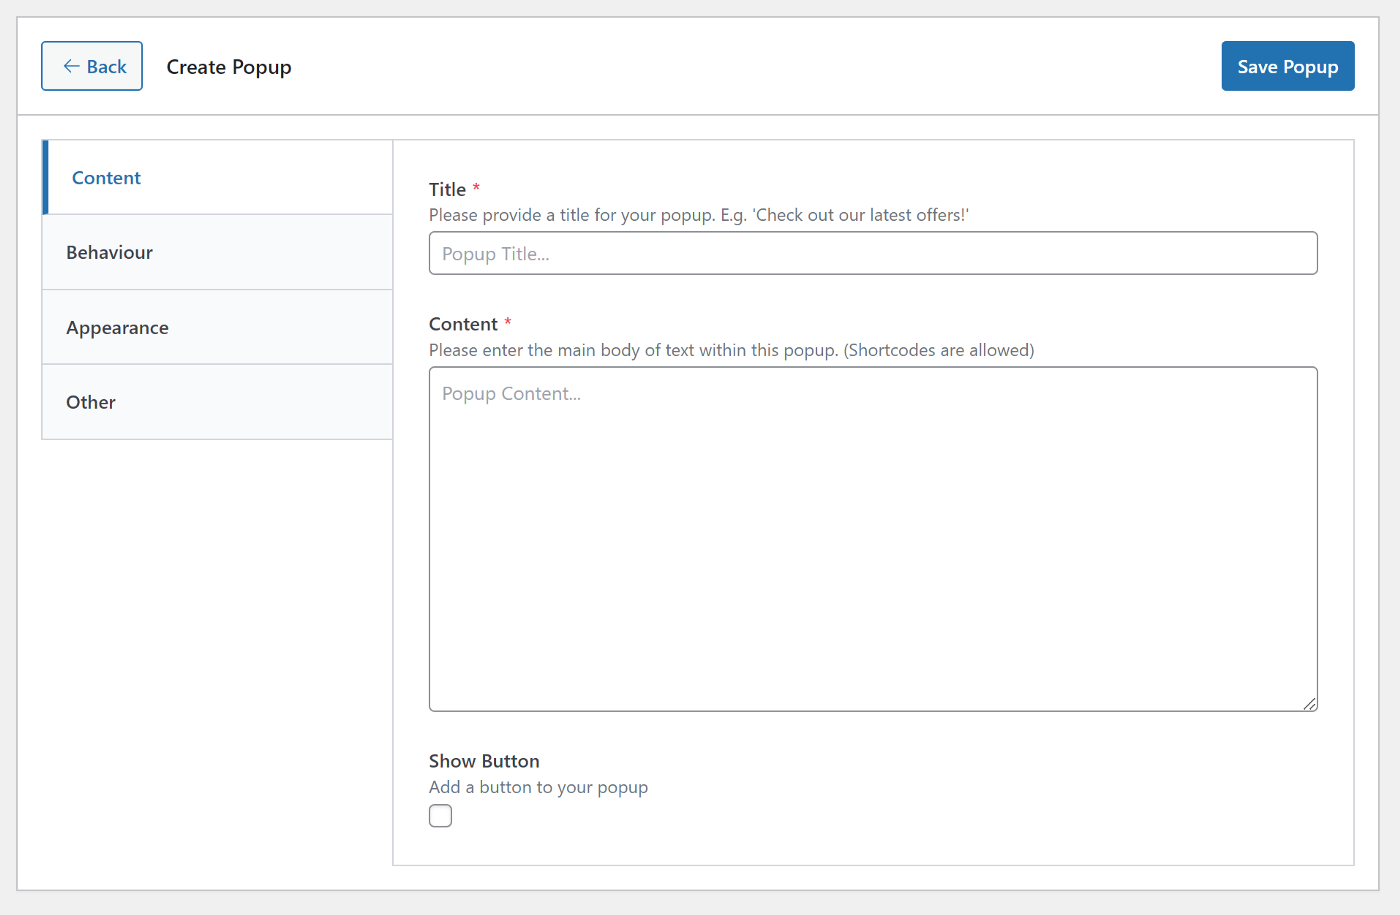 ← Back
Create Popup
Save Popup
Content
Behaviour
Appearance
Other
Title *
Please provide a title for your popup. E.g. 'Check out our latest offers!'
Popup Title...
Content *
Please enter the main body of text within this popup. (Shortcodes are allowed)
Popup Content...
Show Button
Add a button to your popup